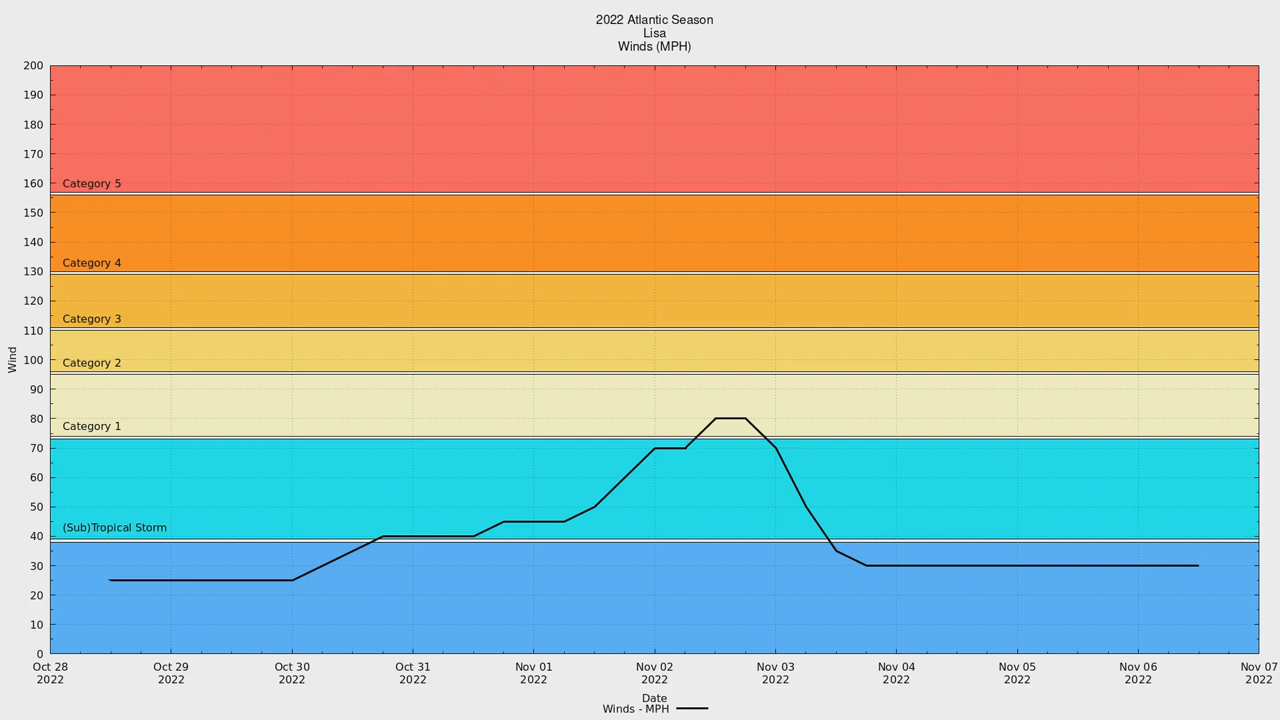 2022 Atlantic Season
Lisa
Winds (MPH)
200
190
180
170
160
150
140
130
120
110
100
90
80
70
60
50
40
30
20
10
0
Wind
Category 5
Category 4
Category 3
Category 2
Category 1
(Sub)Tropical Storm
Oct 28 Oct 29 Oct 30 Oct 31 Nov 01 Nov 02 Nov 03 Nov 04 Nov 05 Nov 06 Nov 07
2022 2022 2022 2022 2022 2022 2022 2022 2022 2022 2022
Date
Winds - MPH